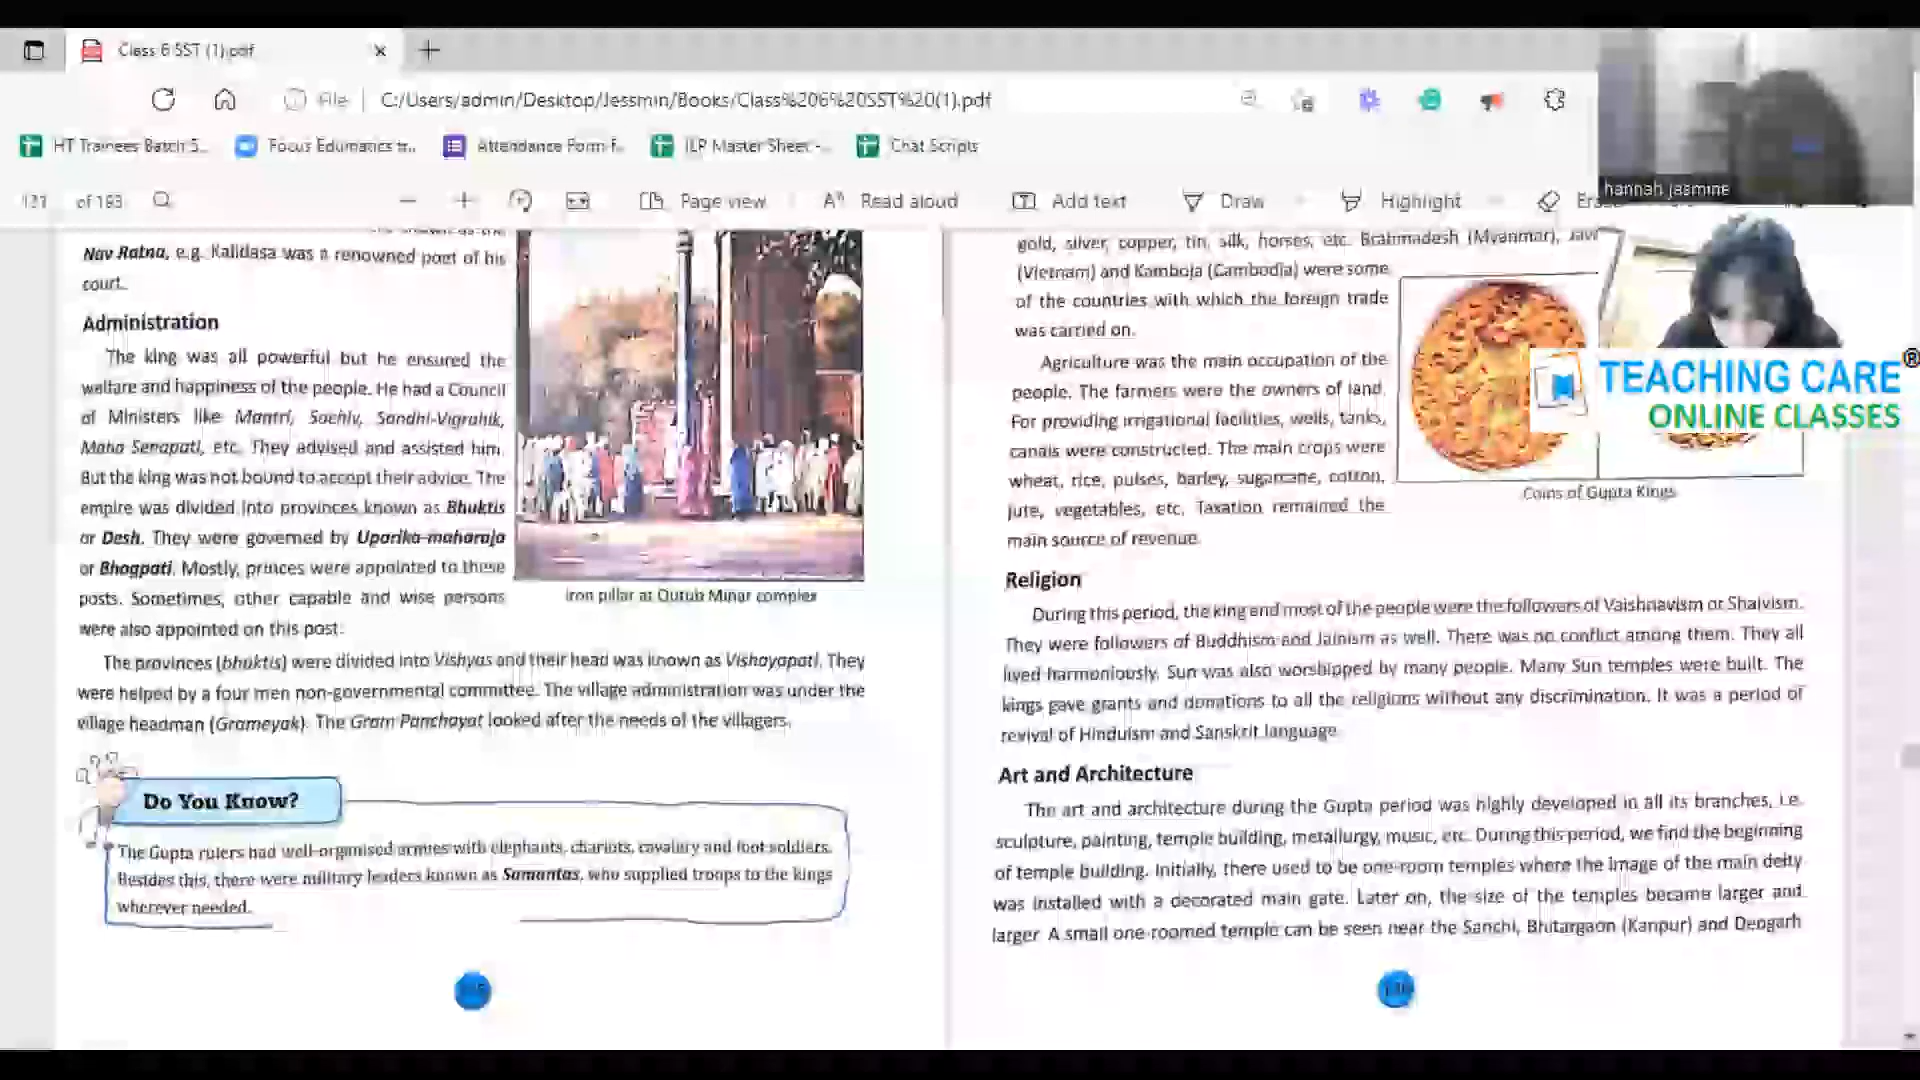 Class 6 SST (1).pdf
File
C:/Users/admin/Desktop/Jessmin/Books/Class%206%20SST%20(1).pdf
HT Trainees Batch 5...
Focus Edumatics tr...
Attendance Form F...
ILP Master Sheet -...
Chat Scripts
of 193
Page view
Read aloud
Add text
Draw
Highlight
hannah jasmine
TEACHING CARE®
ONLINE CLASSES
Nav Ratna, e.g. Kalidasa was a renowned poet of his
court.
Administration
The king was all powerful but he ensured the
welfare and happiness of the people. He had a Council
of Ministers like Mantri, Sachiv, Sandhi-Vigrahik,
Maha Senapati, etc. They advised and assisted him.
But the king was not bound to accept their advice. The
empire was divided into provinces known as Bhuktis
or Desh. They were governed by Uparika-maharaja
or Bhogpati. Mostly, princes were appointed to these
posts. Sometimes, other capable and wise persons
were also appointed on this post.
Iron pillar at Qutub Minar complex
The provinces (bhuktis) were divided into Vishyas and their head was known as Vishayapati. They
were helped by a four men non-governmental committee. The village administration was under the
village headman (Grameyak). The Gram Panchayat looked after the needs of the villagers.
Do You Know?
The Gupta rulers had well-organised armies with elephants, chariots, cavalary and foot soldiers.
Besides this, there were military leaders known as Samantas, who supplied troops to the kings
wherever needed.
gold, silver, copper, tin, silk, horses, etc. Brahmadesh (Myanmar),
(Vietnam) and Kamboja (Cambodia) were some
of the countries with which the foreign trade
was carried on.
Agriculture was the main occupation of the
people. The farmers were the owners of land.
For providing irrigational facilities, wells, tanks,
canals were constructed. The main crops were
wheat, rice, pulses, barley, sugarcane, cotton,
jute, vegetables, etc. Taxation remained the
main source of revenue.
Coins of Gupta Kings
Religion
During this period, the king and most of the people were the followers of Vaishnavism or Shaivism.
They were followers of Buddhism and Jainism as well. There was no conflict among them. They all
lived harmoniously. Sun was also worshipped by many people. Many Sun temples were built. The
kings gave grants and donations to all the religions without any discrimination. It was a period of
revival of Hinduism and Sanskrit language.
Art and Architecture
The art and architecture during the Gupta period was highly developed in all its branches, i.e.
sculpture, painting, temple building, metallurgy, music, etc. During this period, we find the beginning
of temple building. Initially, there used to be one-room temples where the image of the main deity
was installed with a decorated main gate. Later on, the size of the temples became larger and
larger. A small one-roomed temple can be seen near the Sanchi, Bhitargaon (Kanpur) and Deogarh